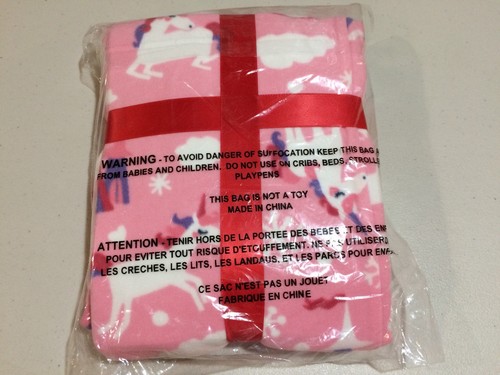 WARNING - TO AVOID DANGER OF SUFFOCATION KEEP THIS BAG
FROM BABIES AND CHILDREN. DO NOT USE ON CRIBS, BEDS, STROLLE
PLAYPENS
THIS BAG IS NOT A TOY
MADE IN CHINA
ATTENTION - TENIR HORS DE LA PORTEE DES BEBES ET DES ENF
POUR EVITER TOUT RISQUE D'ETOUFFEMENT. NE PAS UTILISER D
LES CRECHES, LES LITS, LES LANDAUS, ET LES PARCS POUR ENFA
CE SAC N'EST PAS UN JOUET
FABRIQUE EN CHINE